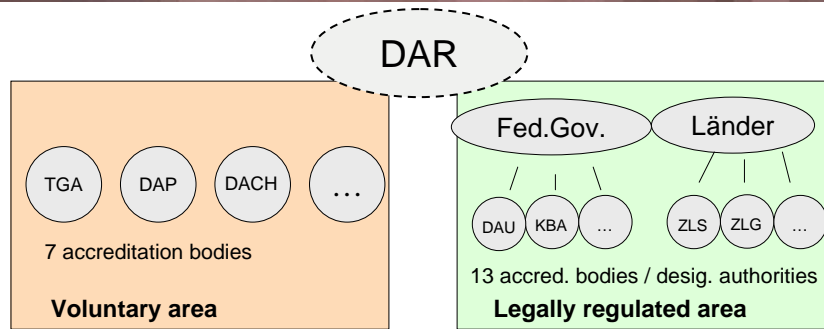 DAR
Fed.Gov. Länder
TGA DAP DACH ...
DAU KBA ... ZLS ZLG ...
7 accreditation bodies
13 accred. bodies / desig. authorities
Voluntary area
Legally regulated area